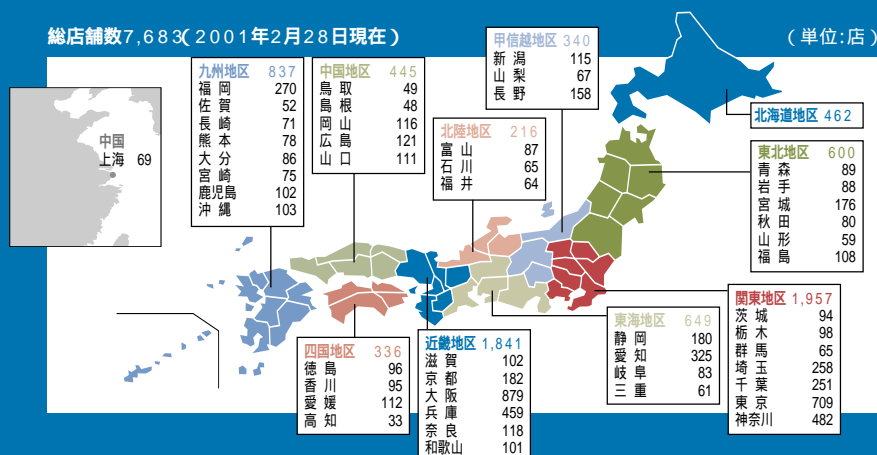 総店舗数7,683(2001年2月28日現在)
(単位:店)
中国
上海 69
九州地区 837
福岡 270
佐賀 52
長崎 71
熊本 78
大分 86
宮崎 75
鹿児島 102
沖縄 103
中国地区 445
鳥取 49
島根 48
岡山 116
広島 121
山口 111
甲信越地区 340
新潟 115
山梨 67
長野 158
北陸地区 216
富山 87
石川 65
福井 64
北海道地区 462
東北地区 600
青森 89
岩手 88
宮城 176
秋田 80
山形 59
福島 108
四国地区 336
徳島 96
香川 95
愛媛 112
高知 33
近畿地区 1,841
滋賀 102
京都 182
大阪 879
兵庫 459
奈良 118
和歌山 101
東海地区 649
静岡 180
愛知 325
岐阜 83
三重 61
関東地区 1,957
茨城 94
栃木 98
群馬 65
埼玉 258
千葉 251
東京 709
神奈川 482